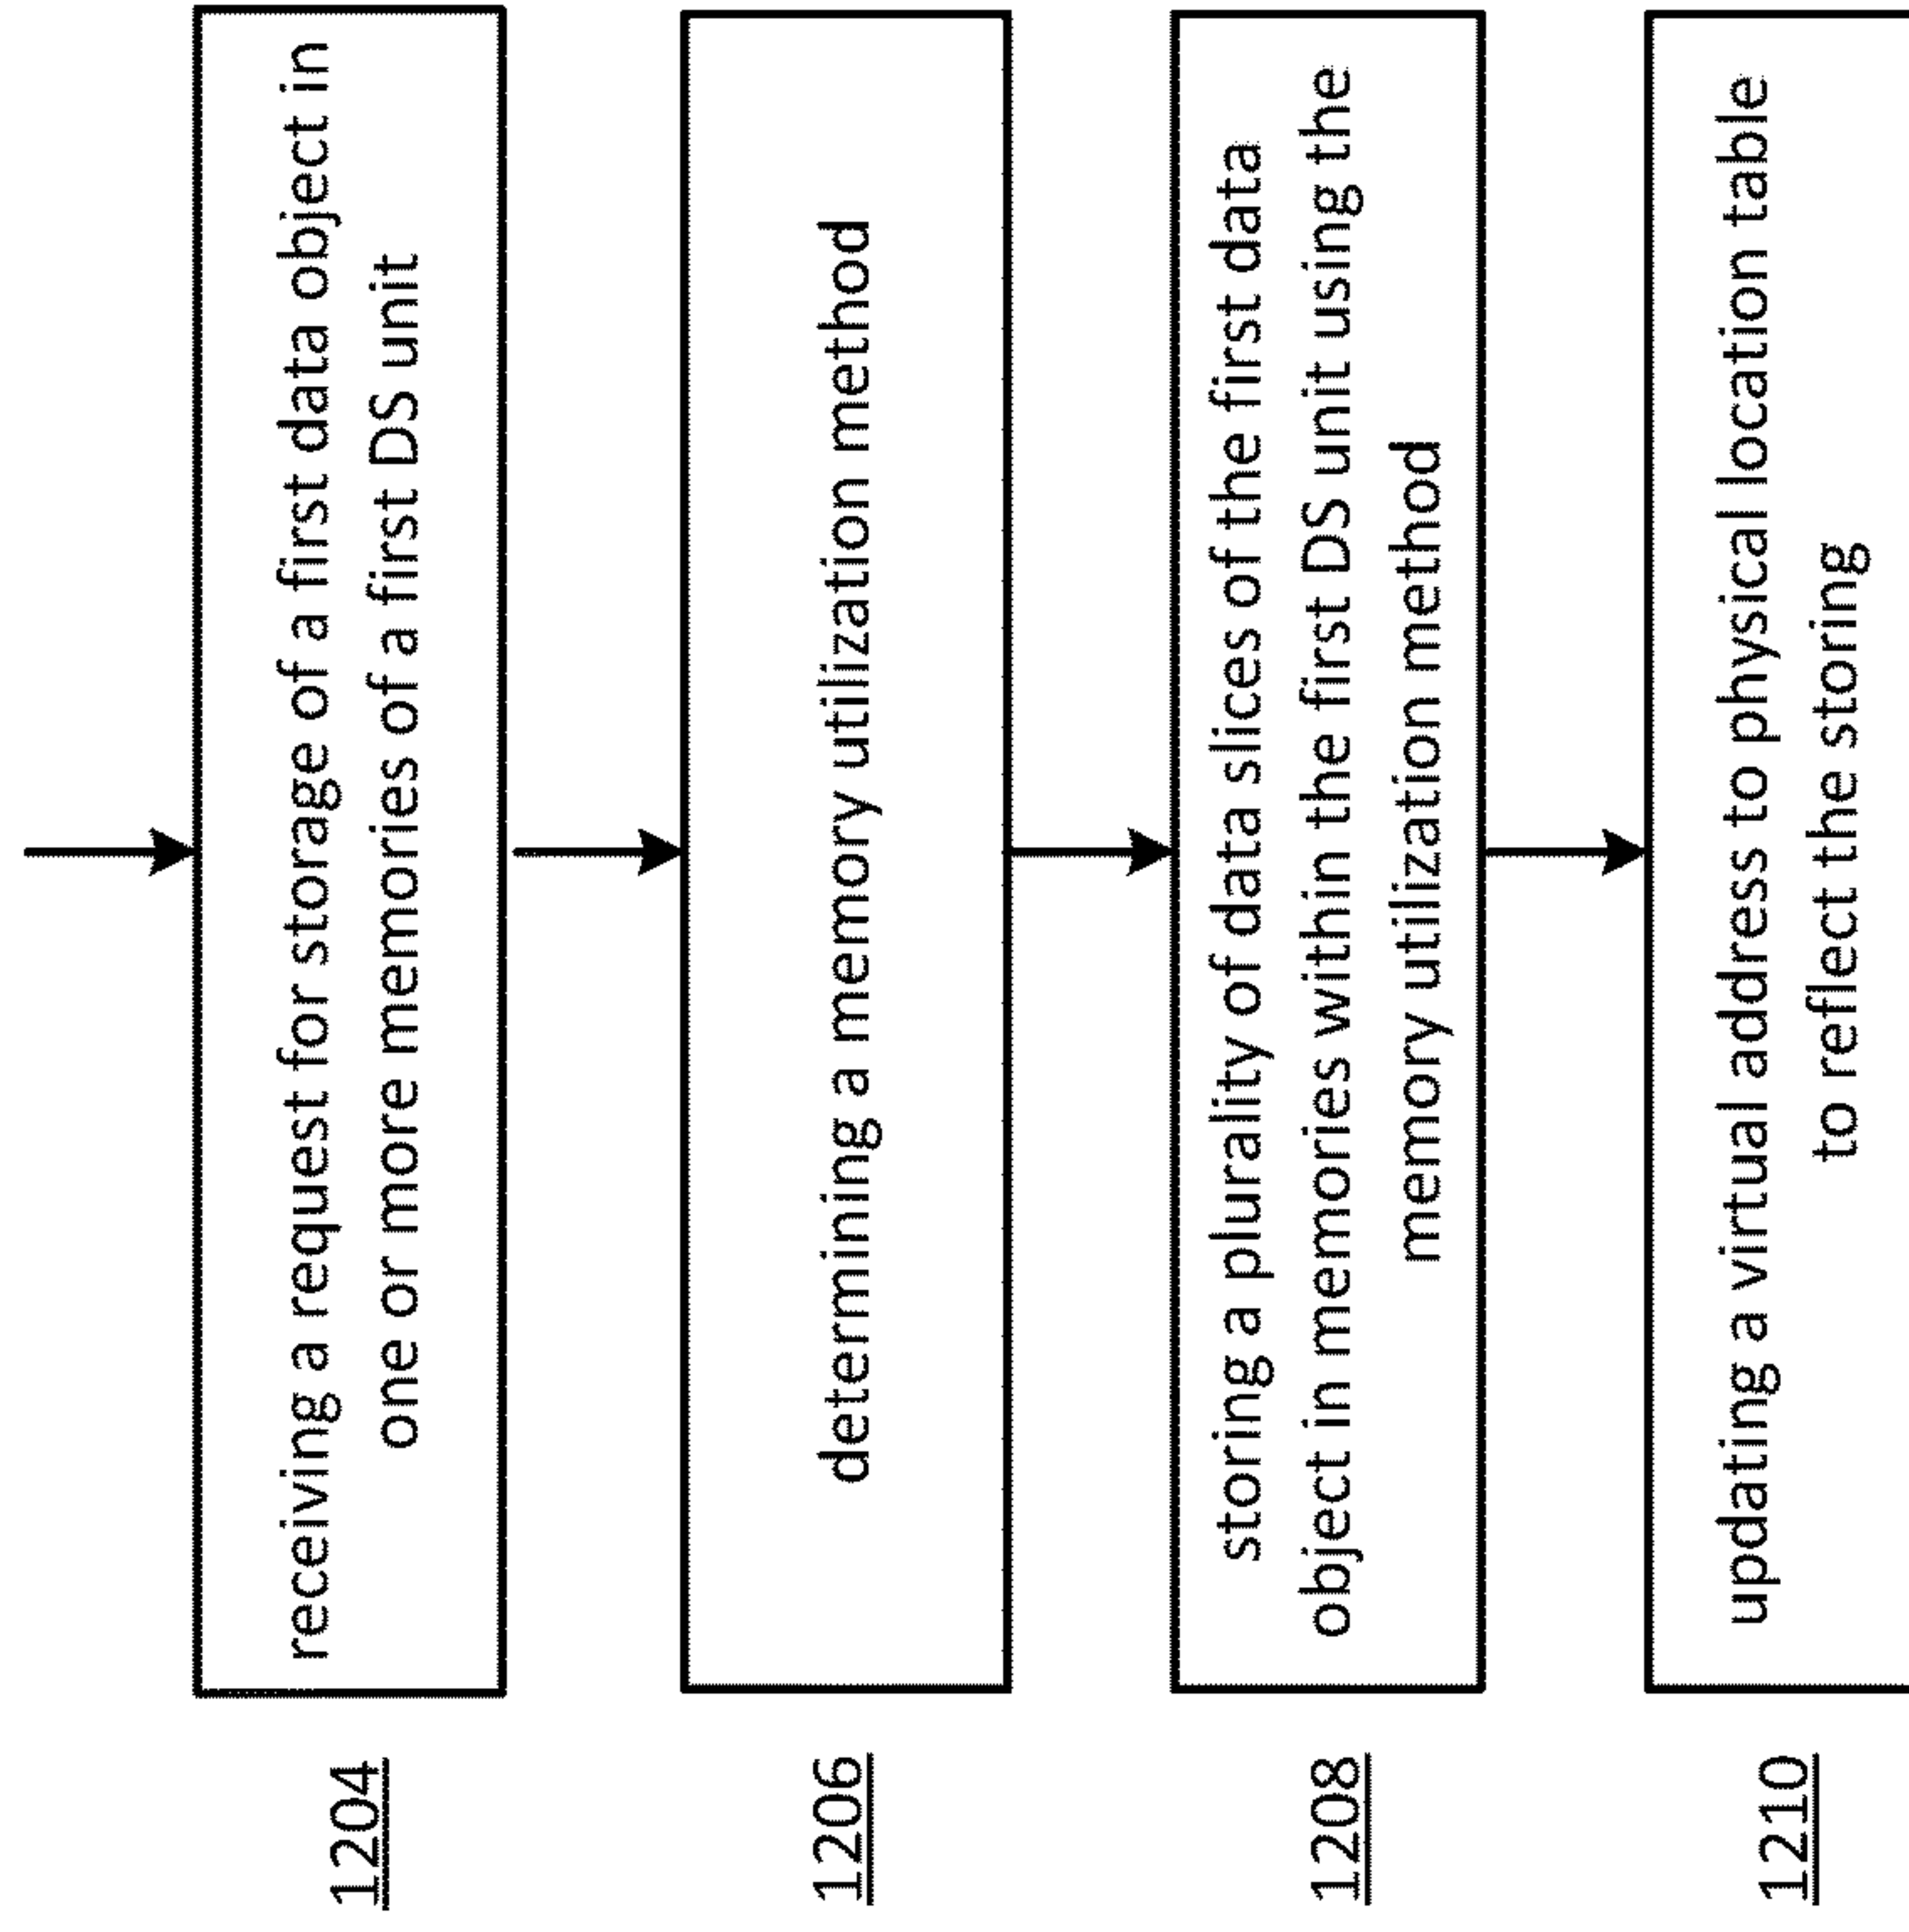 1204
receiving a request for storage of a first data object in
one or more memories of a first DS unit
1206
determining a memory utilization method
1208
storing a plurality of data slices of the first data
object in memories within the first DS unit using the
memory utilization method
1210
updating a virtual address to physical location table
to reflect the storing